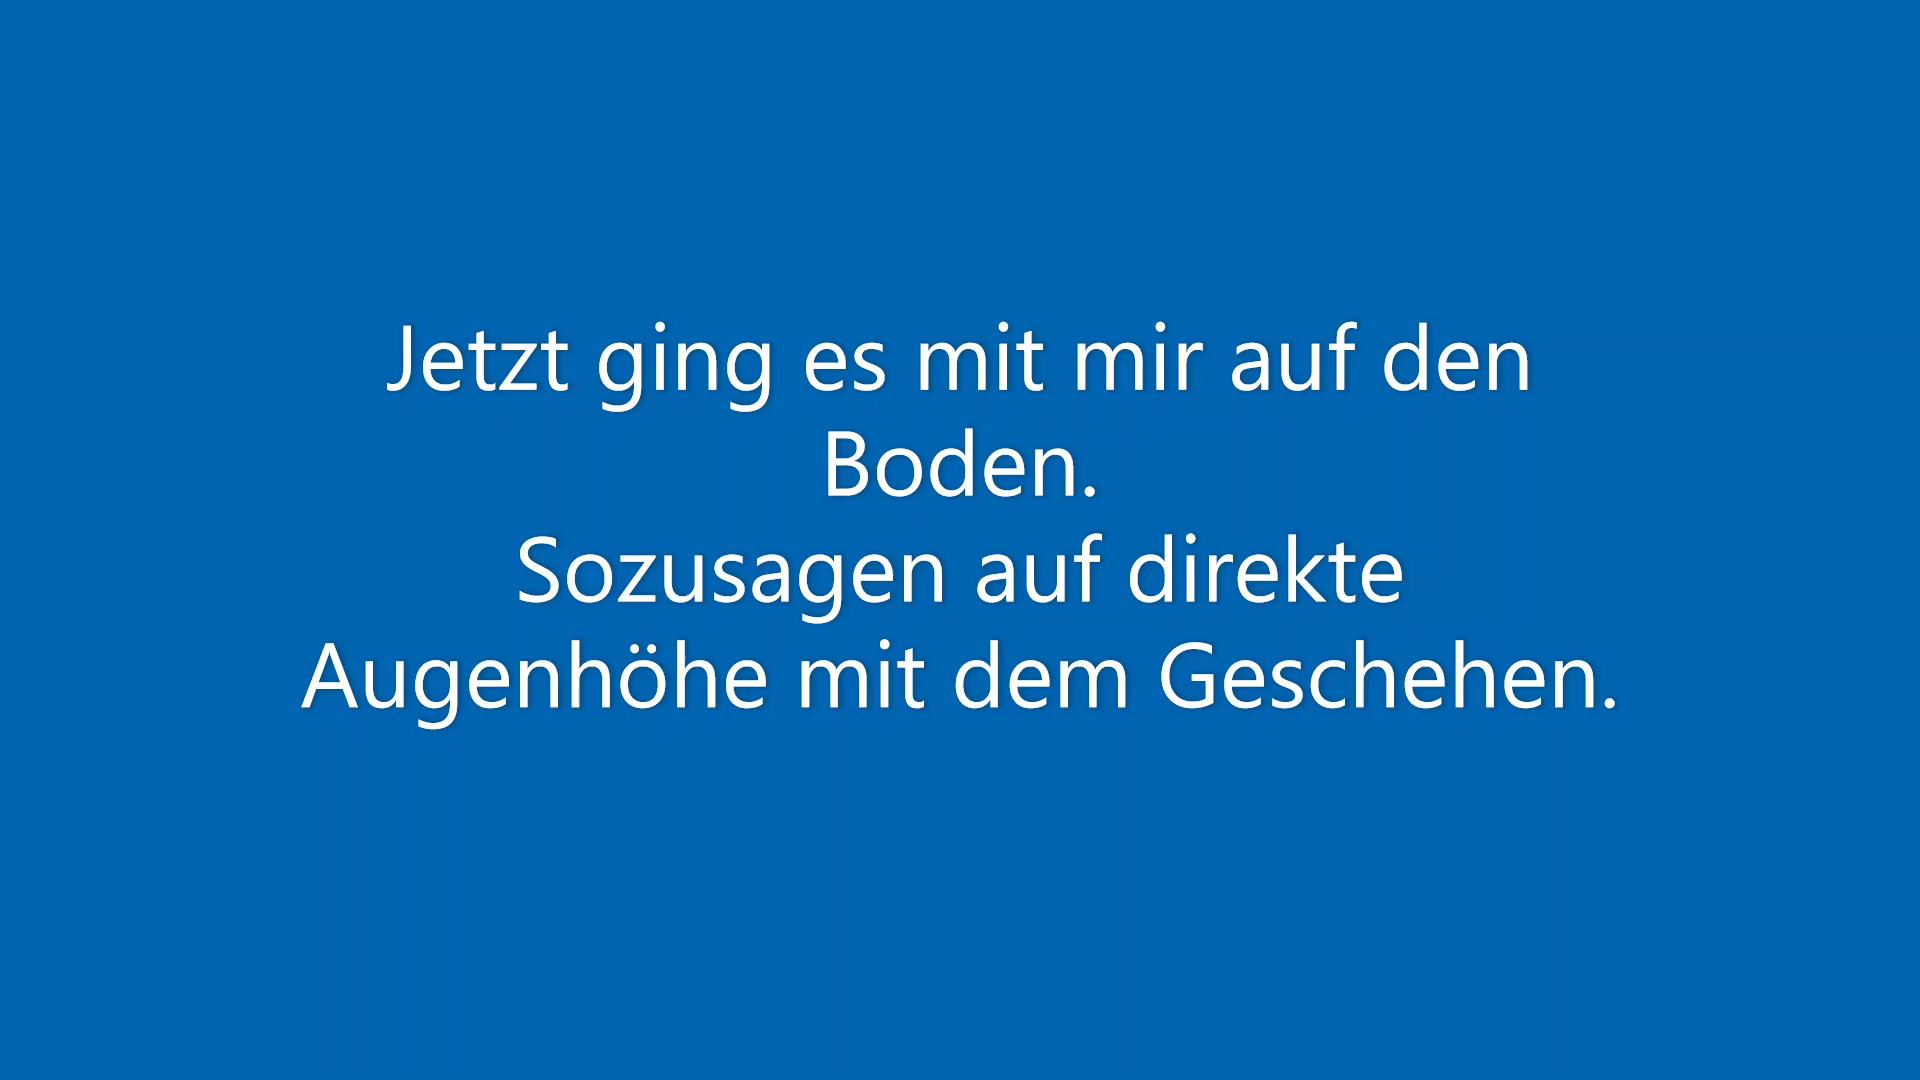 Jetzt ging es mit mir auf den
Boden.
Sozusagen auf direkte
Augenhöhe mit dem Geschehen.